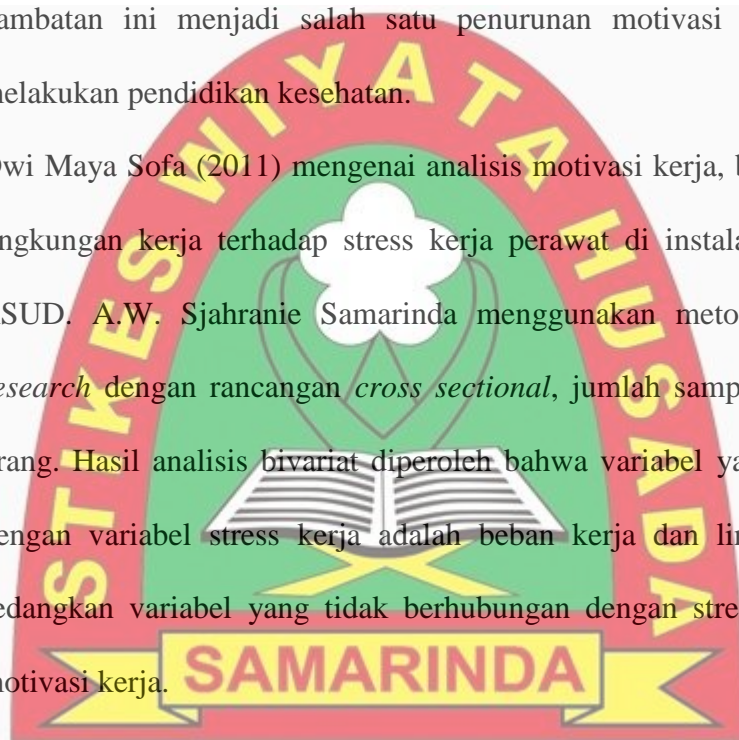 ambatan ini menjadi salah satu penurunan motivasi
melakukan pendidikan kesehatan.
Dwi Maya Sofa (2011) mengenai analisis motivasi kerja,
ingkungan kerja terhadap stress kerja perawat di instala
SUD. A.W. Sjahranie Samarinda menggunakan meto
esearch dengan rancangan cross sectional, jumlah samp
rang. Hasil analisis bivariat diperoleh bahwa variabel ya
engan variabel stress kerja adalah beban kerja dan lin
edangkan variabel yang tidak berhubungan dengan stre
motivasi kerja.
STIKES WIYATA HUSADA
SAMARINDA